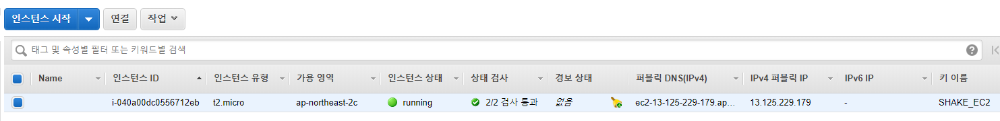 인스턴스 시작 연결 작업
태그 및 속성별 필터 또는 키워드별 검색
Name 인스턴스 ID 인스턴스 유형 가용 영역 인스턴스 상태 상태 검사 경보 상태 퍼블릭 DNS(IPv4) IPv4 퍼블릭 IP IPv6 IP 키 이름
i-040a00dc0556712eb t2.micro ap-northeast-2c running 2/2 검사 통과 없음 ec2-13-125-229-179.ap... 13.125.229.179 - SHAKE_EC2